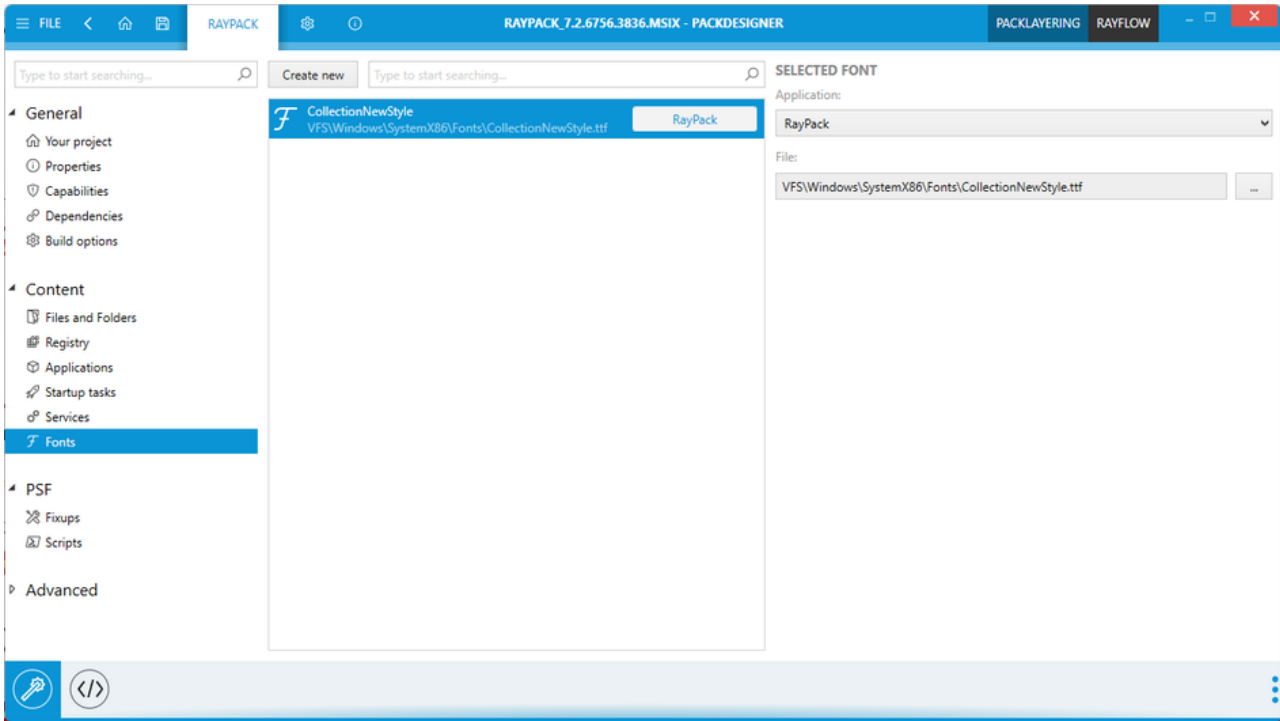 FILE
RAYPACK
RAYPACK_7.2.6756.3836.MSIX - PACKDESIGNER
PACKLAYERING
RAYFLOW
Type to start searching...
General
Your project
Properties
Capabilities
Dependencies
Build options
Content
Files and Folders
Registry
Applications
Startup tasks
Services
Fonts
PSF
Fixups
Scripts
Advanced
Create new
Type to start searching...
CollectionNewStyle
VFS\Windows\SystemX86\Fonts\CollectionNewStyle.ttf
RayPack
SELECTED FONT
Application:
RayPack
File:
VFS\Windows\SystemX86\Fonts\CollectionNewStyle.ttf
...